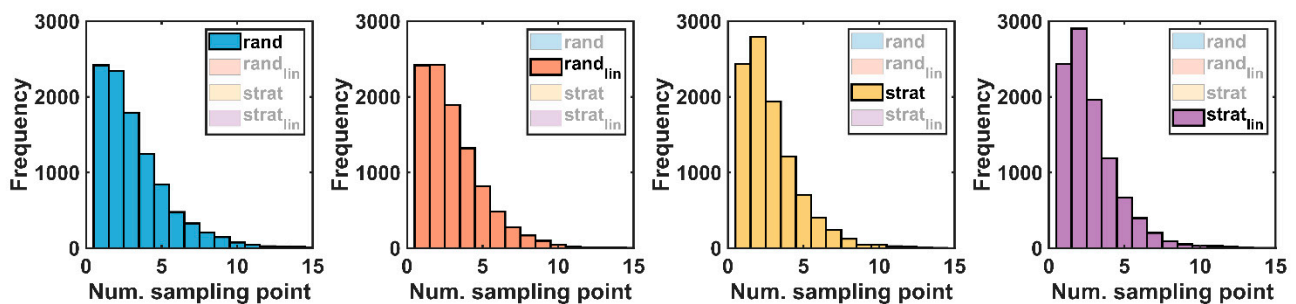 3000
2000
1000
0
Frequency
rand
rand_lin
strat
strat_lin
0 5 10 15
Num. sampling point
3000
2000
1000
0
Frequency
rand
rand_lin
strat
strat_lin
0 5 10 15
Num. sampling point
3000
2000
1000
0
Frequency
rand
rand_lin
strat
strat_lin
0 5 10 15
Num. sampling point
3000
2000
1000
0
Frequency
rand
rand_lin
strat
strat_lin
0 5 10 15
Num. sampling point